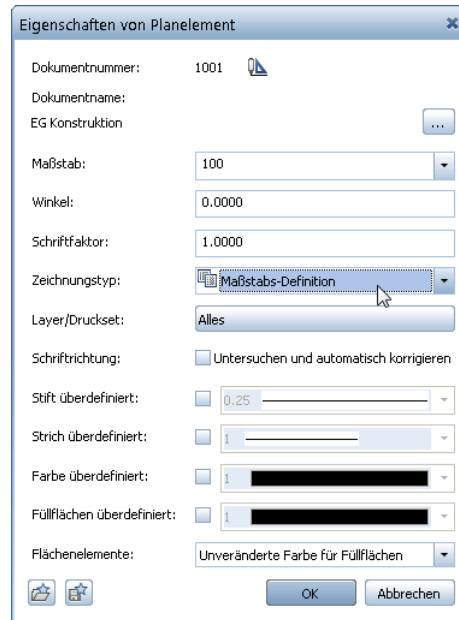 Eigenschaften von Planelement
Dokumentnummer: 1001
Dokumentname:
EG Konstruktion ...
Maßstab: 100
Winkel: 0.0000
Schriftfaktor: 1.0000
Zeichnungstyp: Maßstabs-Definition
Layer/Druckset: Alles
Schriftrichtung: Untersuchen und automatisch korrigieren
Stift überdefiniert: 0.25
Strich überdefiniert: 1
Farbe überdefiniert: 1
Füllflächen überdefiniert: 1
Flächenelemente: Unveränderte Farbe für Füllflächen
OK Abbrechen